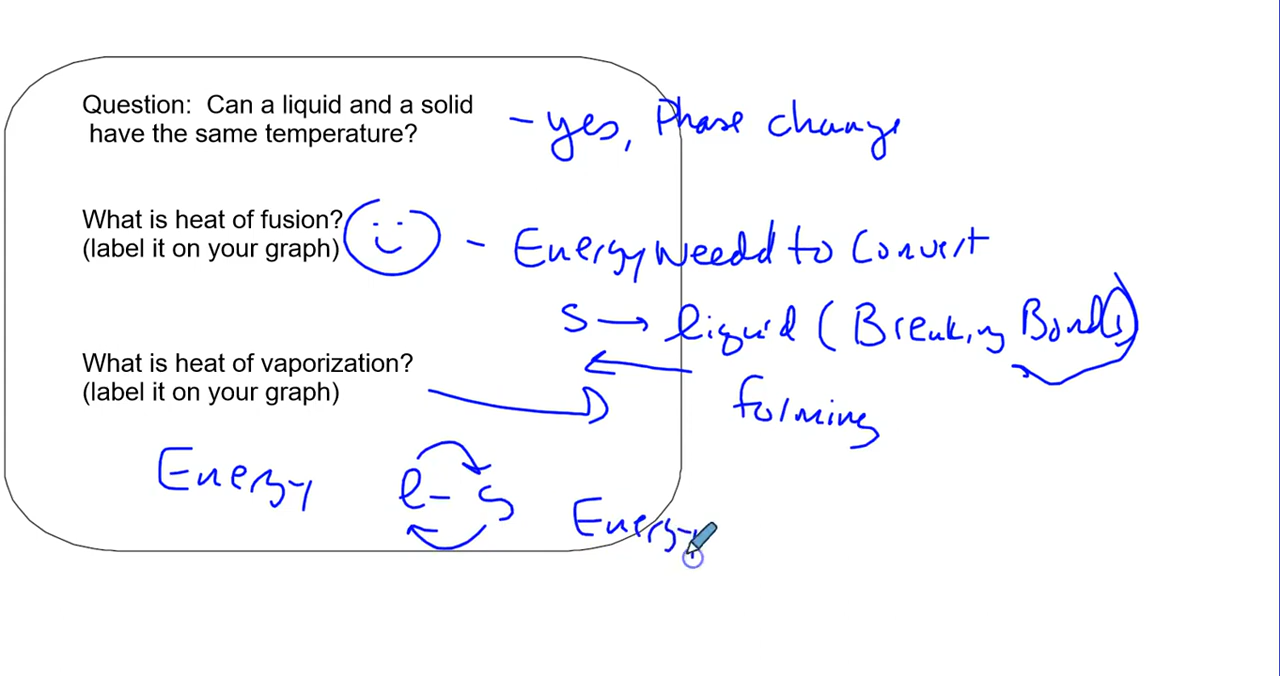 Question: Can a liquid and a solid
have the same temperature?
- yes, Phase change
What is heat of fusion?
(label it on your graph)
- Energy Needd to Convert
s → liquid (Breaking Bonds)
What is heat of vaporization?
(label it on your graph)
forming
Energy l - s Energy